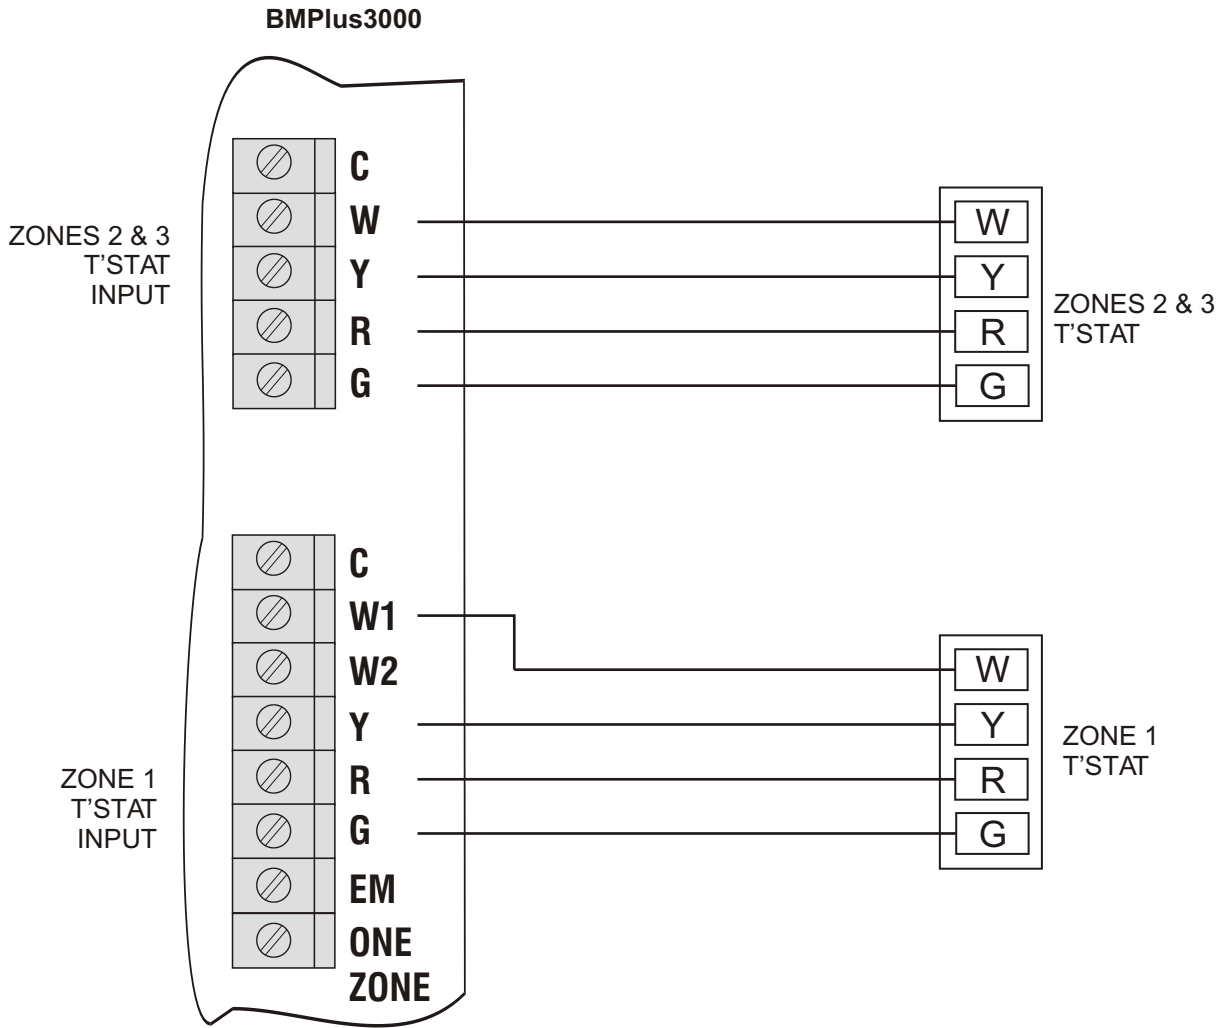 BMPlus3000
ZONES 2 & 3
T'STAT
INPUT
C
W
Y
R
G
W
Y
R
G
ZONES 2 & 3
T'STAT
ZONE 1
T'STAT
INPUT
C
W1
W2
Y
R
G
EM
ONE
ZONE
W
Y
R
G
ZONE 1
T'STAT